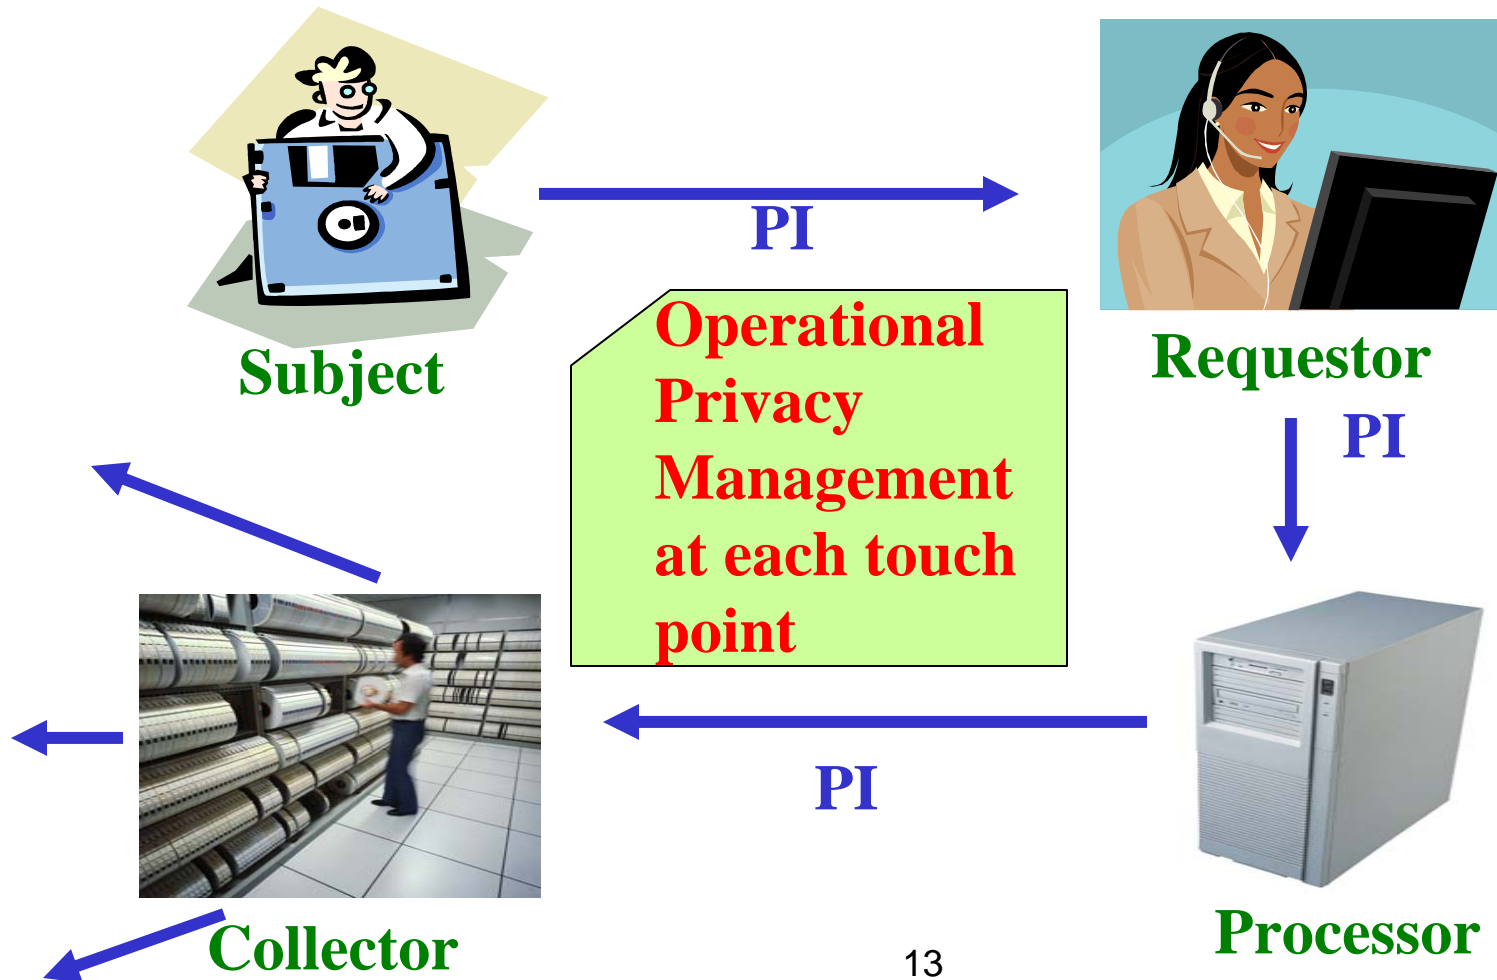 PI
Subject
Requestor
PI
Operational
Privacy
Management
at each touch
point
PI
Collector
Processor
13